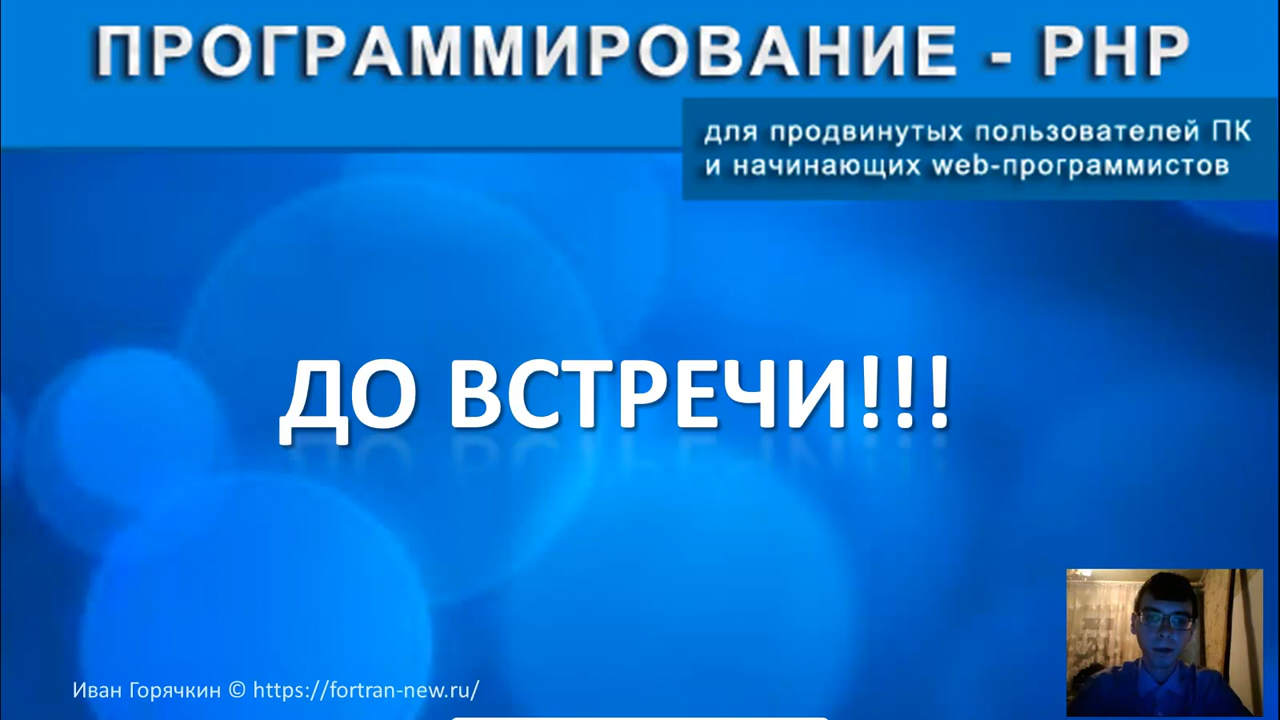 ПРОГРАММИРОВАНИЕ - PHP
для продвинутых пользователей ПК
и начинающих web-программистов
ДО ВСТРЕЧИ!!!
Иван Горячкин © https://fortran-new.ru/